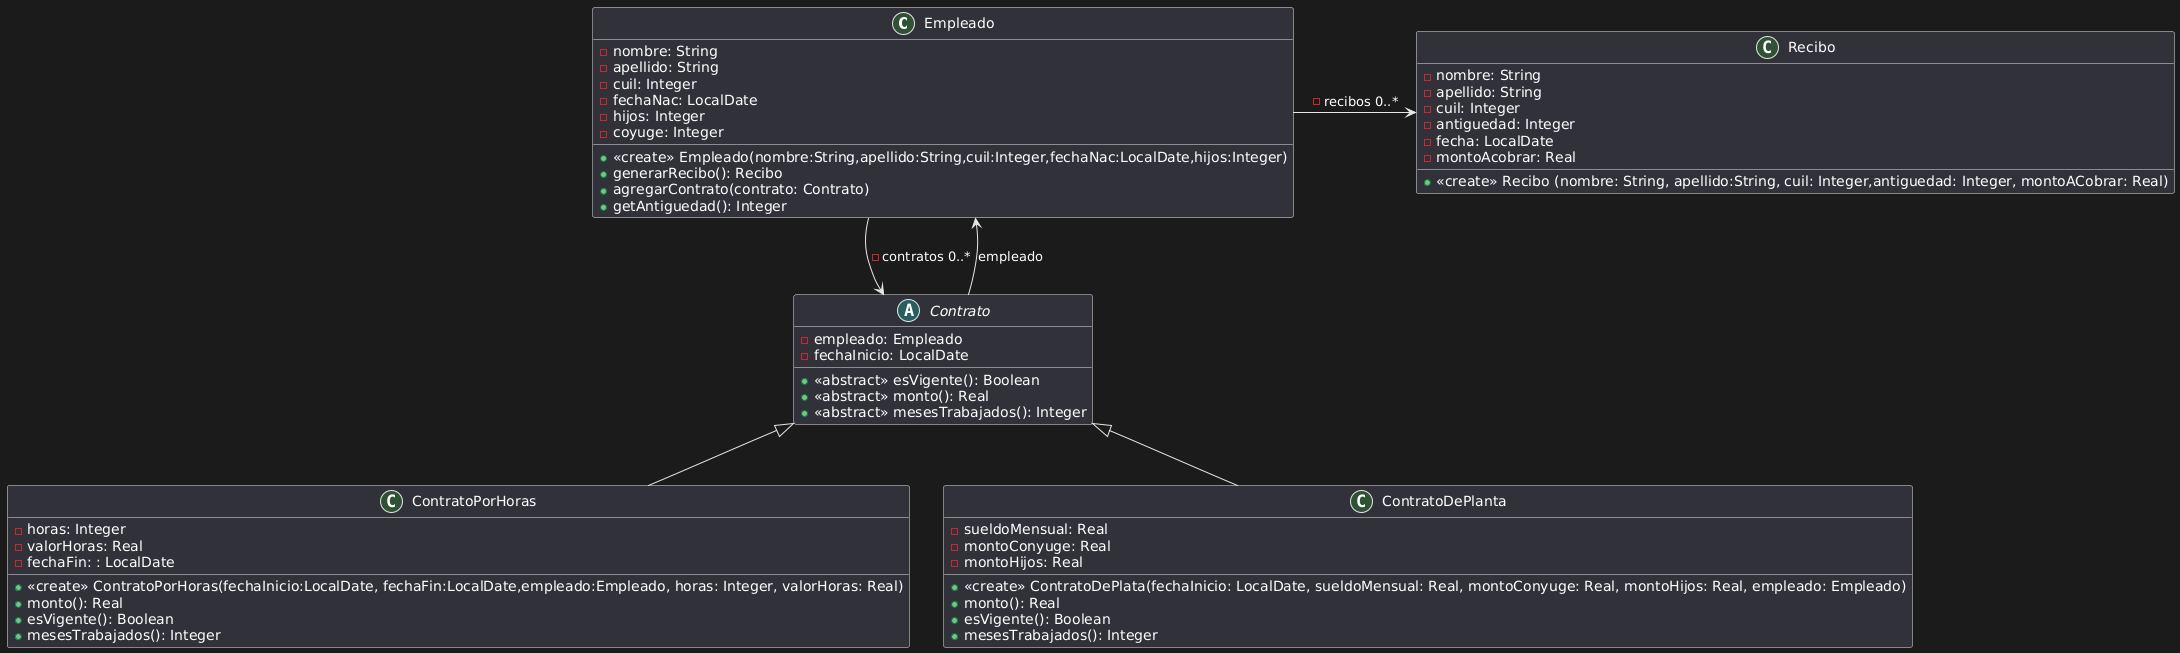 C Empleado
nombre: String
apellido: String
cuil: Integer
fechaNac: LocalDate
hijos: Integer
coyuge: Integer
«create» Empleado(nombre:String,apellido:String,cuil:Integer,fechaNac:LocalDate,hijos:Integer)
generarRecibo(): Recibo
agregarContrato(contrato: Contrato)
getAntiguedad(): Integer
recibos 0..*
C Recibo
nombre: String
apellido: String
cuil: Integer
antiguedad: Integer
fecha: LocalDate
montoAcobrar: Real
«create» Recibo (nombre: String, apellido:String, cuil: Integer,antiguedad: Integer, montoACobrar: Real)
contratos 0..*
empleado
A Contrato
empleado: Empleado
fechaInicio: LocalDate
«abstract» esVigente(): Boolean
«abstract» monto(): Real
«abstract» mesesTrabajados(): Integer
C ContratoPorHoras
horas: Integer
valorHoras: Real
fechaFin: : LocalDate
«create» ContratoPorHoras(fechaInicio:LocalDate, fechaFin:LocalDate,empleado:Empleado, horas: Integer, valorHoras: Real)
monto(): Real
esVigente(): Boolean
mesesTrabajados(): Integer
C ContratoDePlanta
sueldoMensual: Real
montoConyuge: Real
montoHijos: Real
«create» ContratoDePlata(fechaInicio: LocalDate, sueldoMensual: Real, montoConyuge: Real, montoHijos: Real, empleado: Empleado)
monto(): Real
esVigente(): Boolean
mesesTrabajados(): Integer